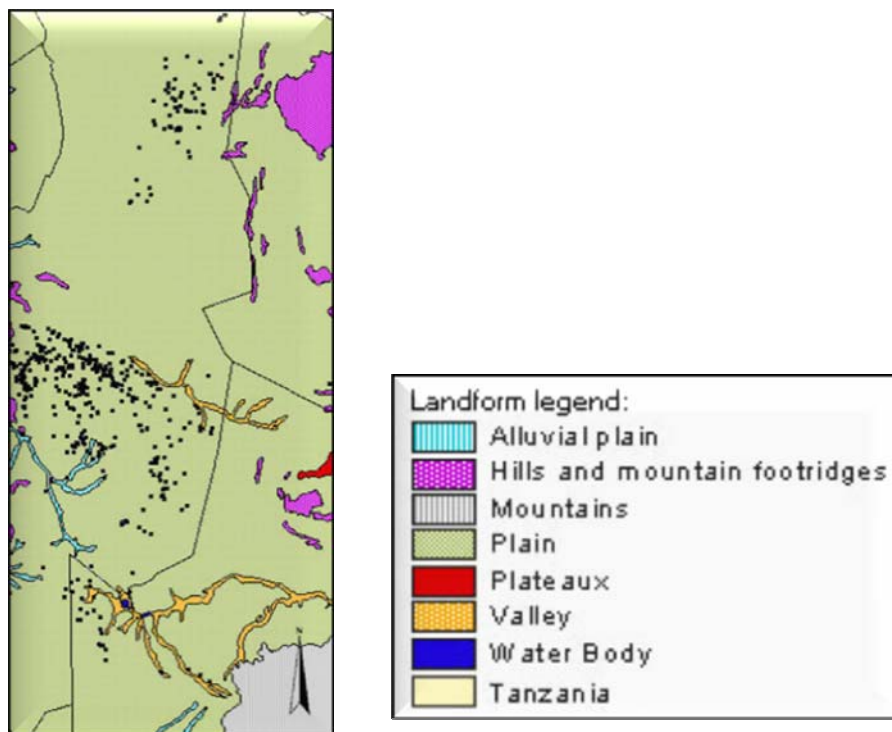 N
Landform legend:
Alluvial plain
Hills and mountain footridges
Mountains
Plain
Plateaux
Valley
Water Body
Tanzania